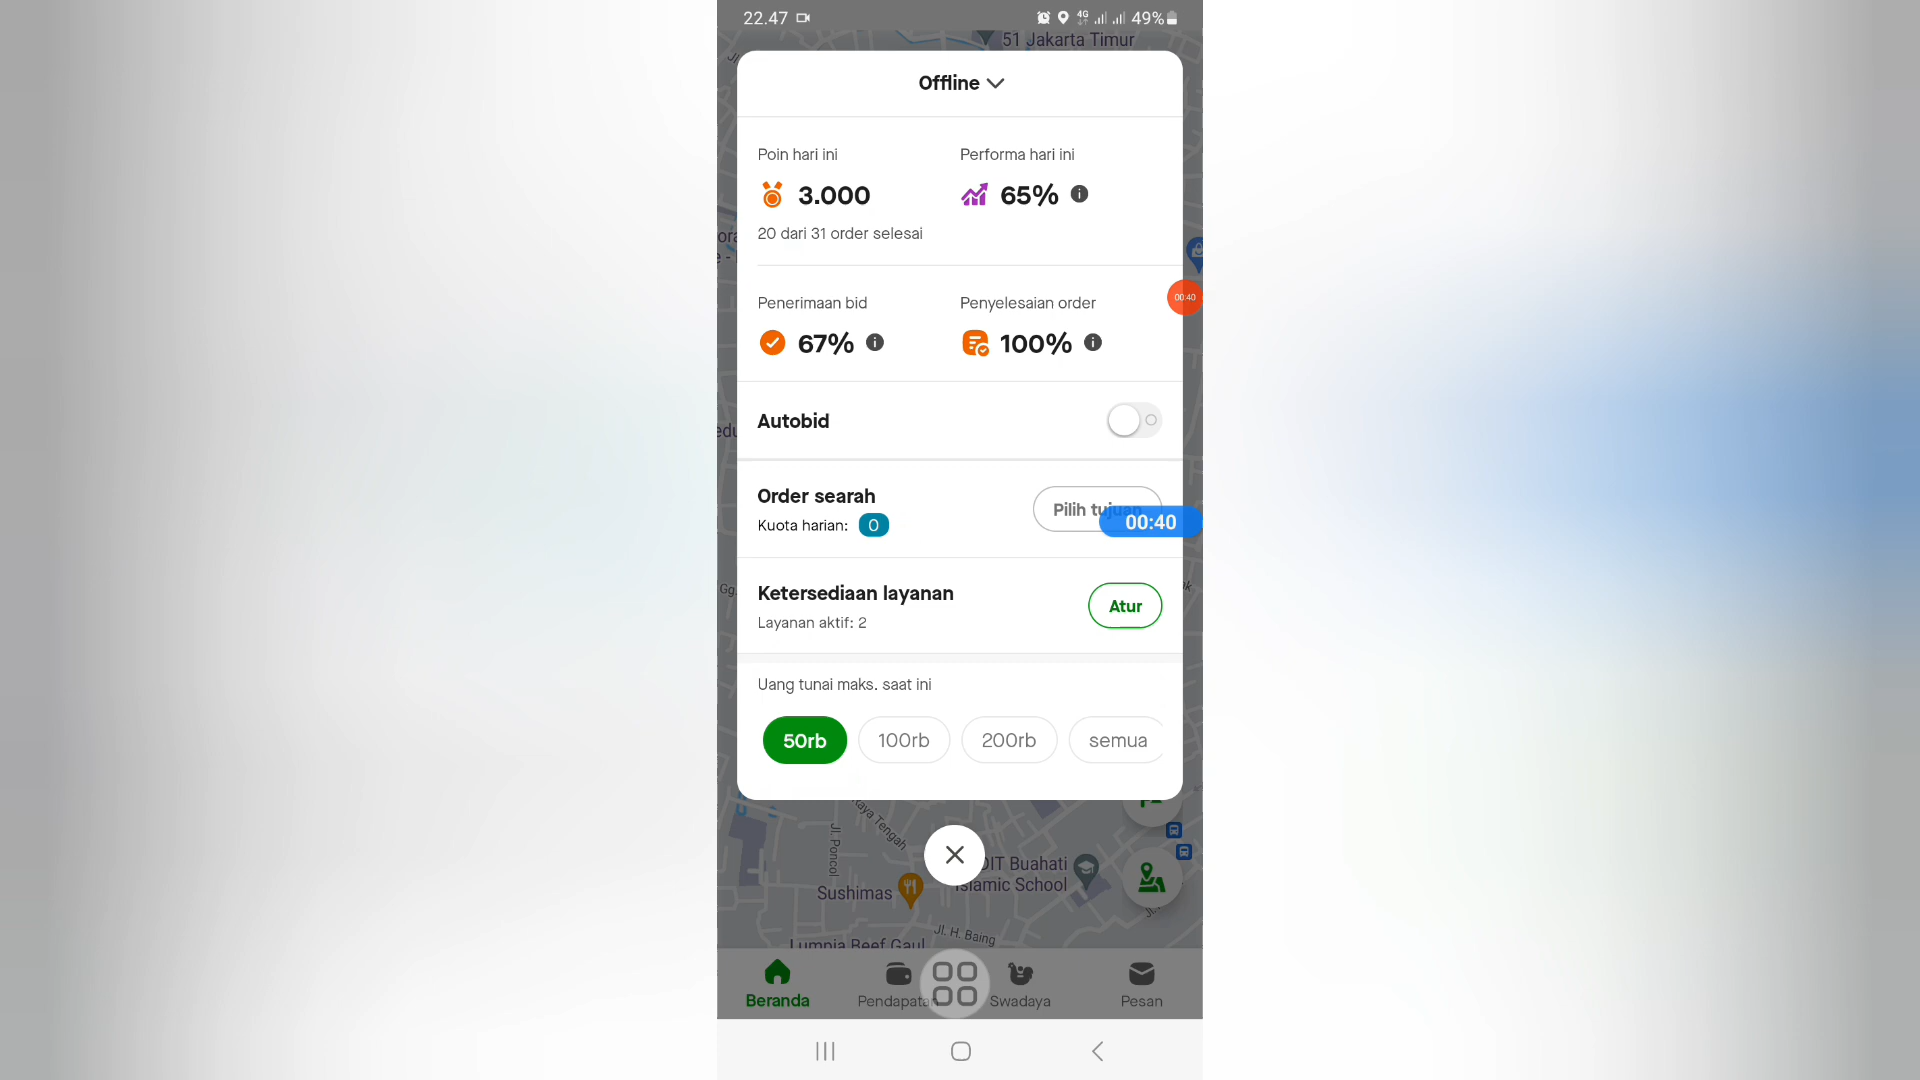 22.47
4G
49%
51 Jakarta Timur
Offline
Poin hari ini
Performa hari ini
3.000
65%
20 dari 31 order selesai
00:40
Penerimaan bid
Penyelesaian order
67%
100%
Autobid
Order searah
Pilih tujuan
Kuota harian: 0
00:40
Ketersediaan layanan
Atur
Layanan aktif: 2
Gg.
Uang tunai maks. saat ini
50rb
100rb
200rb
semua
Raya Tengah
Jl. Poncol
DIT Buahati
Islamic School
Sushimas
Jl. H. Baing
Lumpia Beef Gaul
Beranda
Pendapatan
Swadaya
Pesan